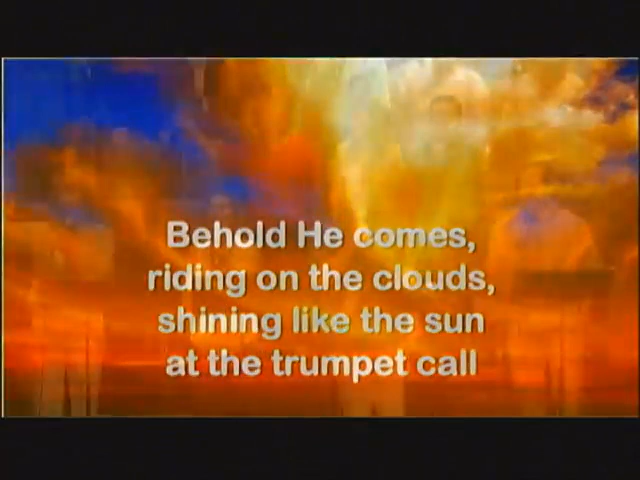 Behold He comes,
riding on the clouds,
shining like the sun
at the trumpet call